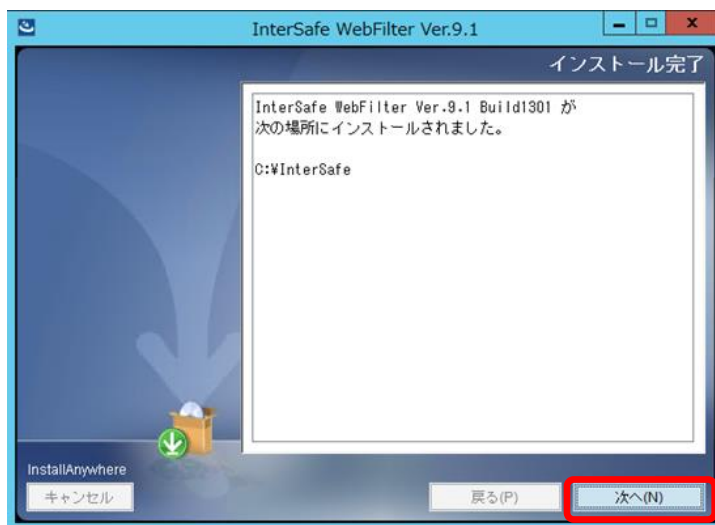 InterSafe WebFilter Ver.9.1
インストール完了
InterSafe WebFilter Ver.9.1 Build1301 が
次の場所にインストールされました。
C:¥InterSafe
InstallAnywhere
キャンセル
戻る(P)
次へ(N)